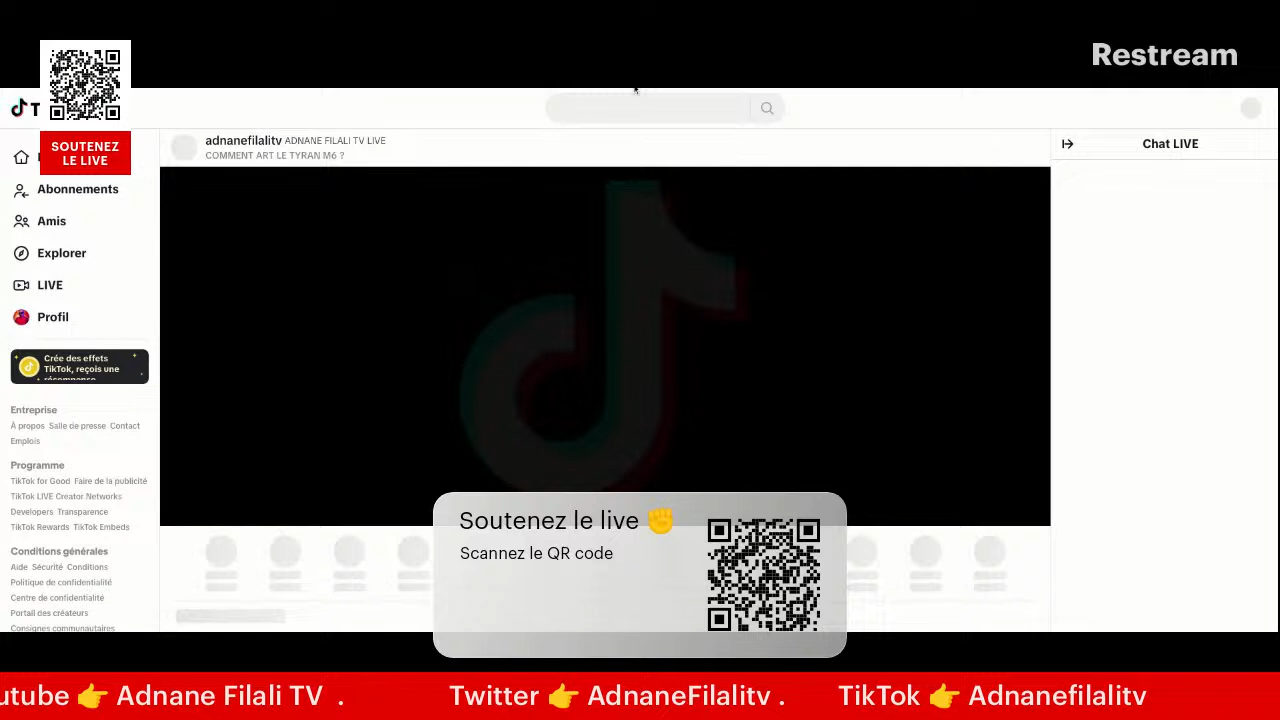 Restream
T
SOUTENEZ
LE LIVE
Abonnements
Amis
Explorer
LIVE
Profil
Crée des effets
TikTok, reçois une
récompense
Entreprise
À propos Salle de presse Contact
Emplois
Programme
TikTok for Good Faire de la publicité
TikTok LIVE Creator Networks
Developers Transparence
TikTok Rewards TikTok Embeds
Conditions générales
Aide Sécurité Conditions
Politique de confidentialité
Centre de confidentialité
Portail des créateurs
Consignes communautaires
adnanefilalitv ADNANE FILALI TV LIVE
COMMENT ART LE TYRAN M6 ?
Chat LIVE
Soutenez le live ✊
Scannez le QR code
utube 👉 Adnane Filali TV . Twitter 👉 AdnaneFilalitv . TikTok 👉 Adnanefilalitv